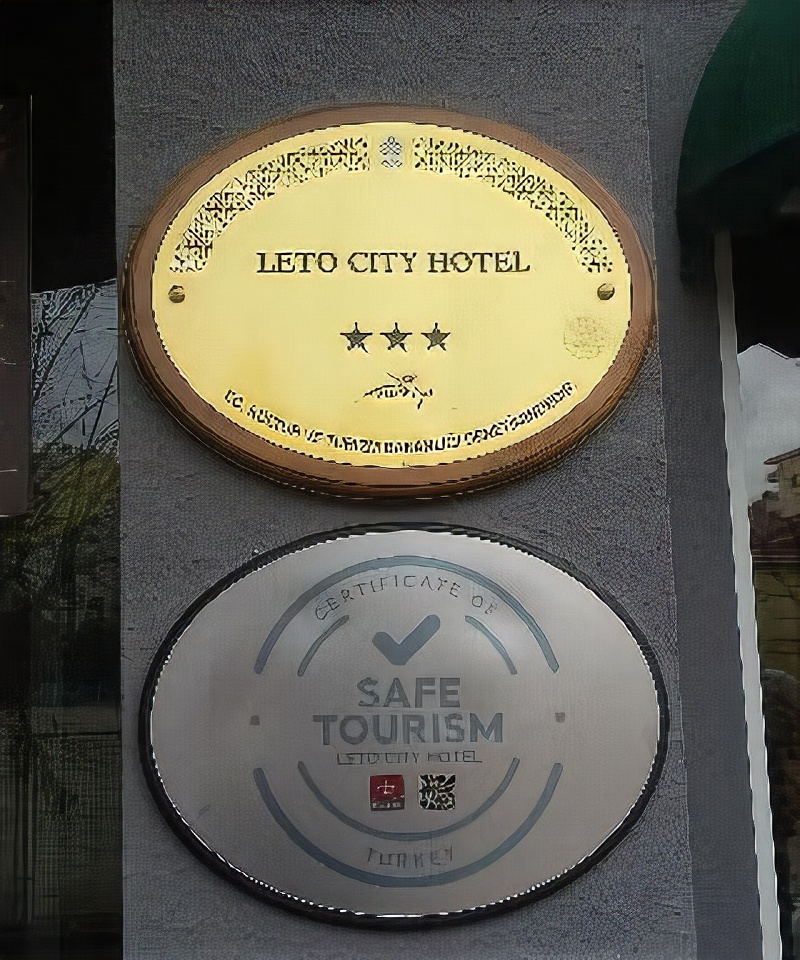 LETO CITY HOTEL
CERTIFICATE OF
SAFE
TOURISM
LETO CITY HOTEL
TURKEY